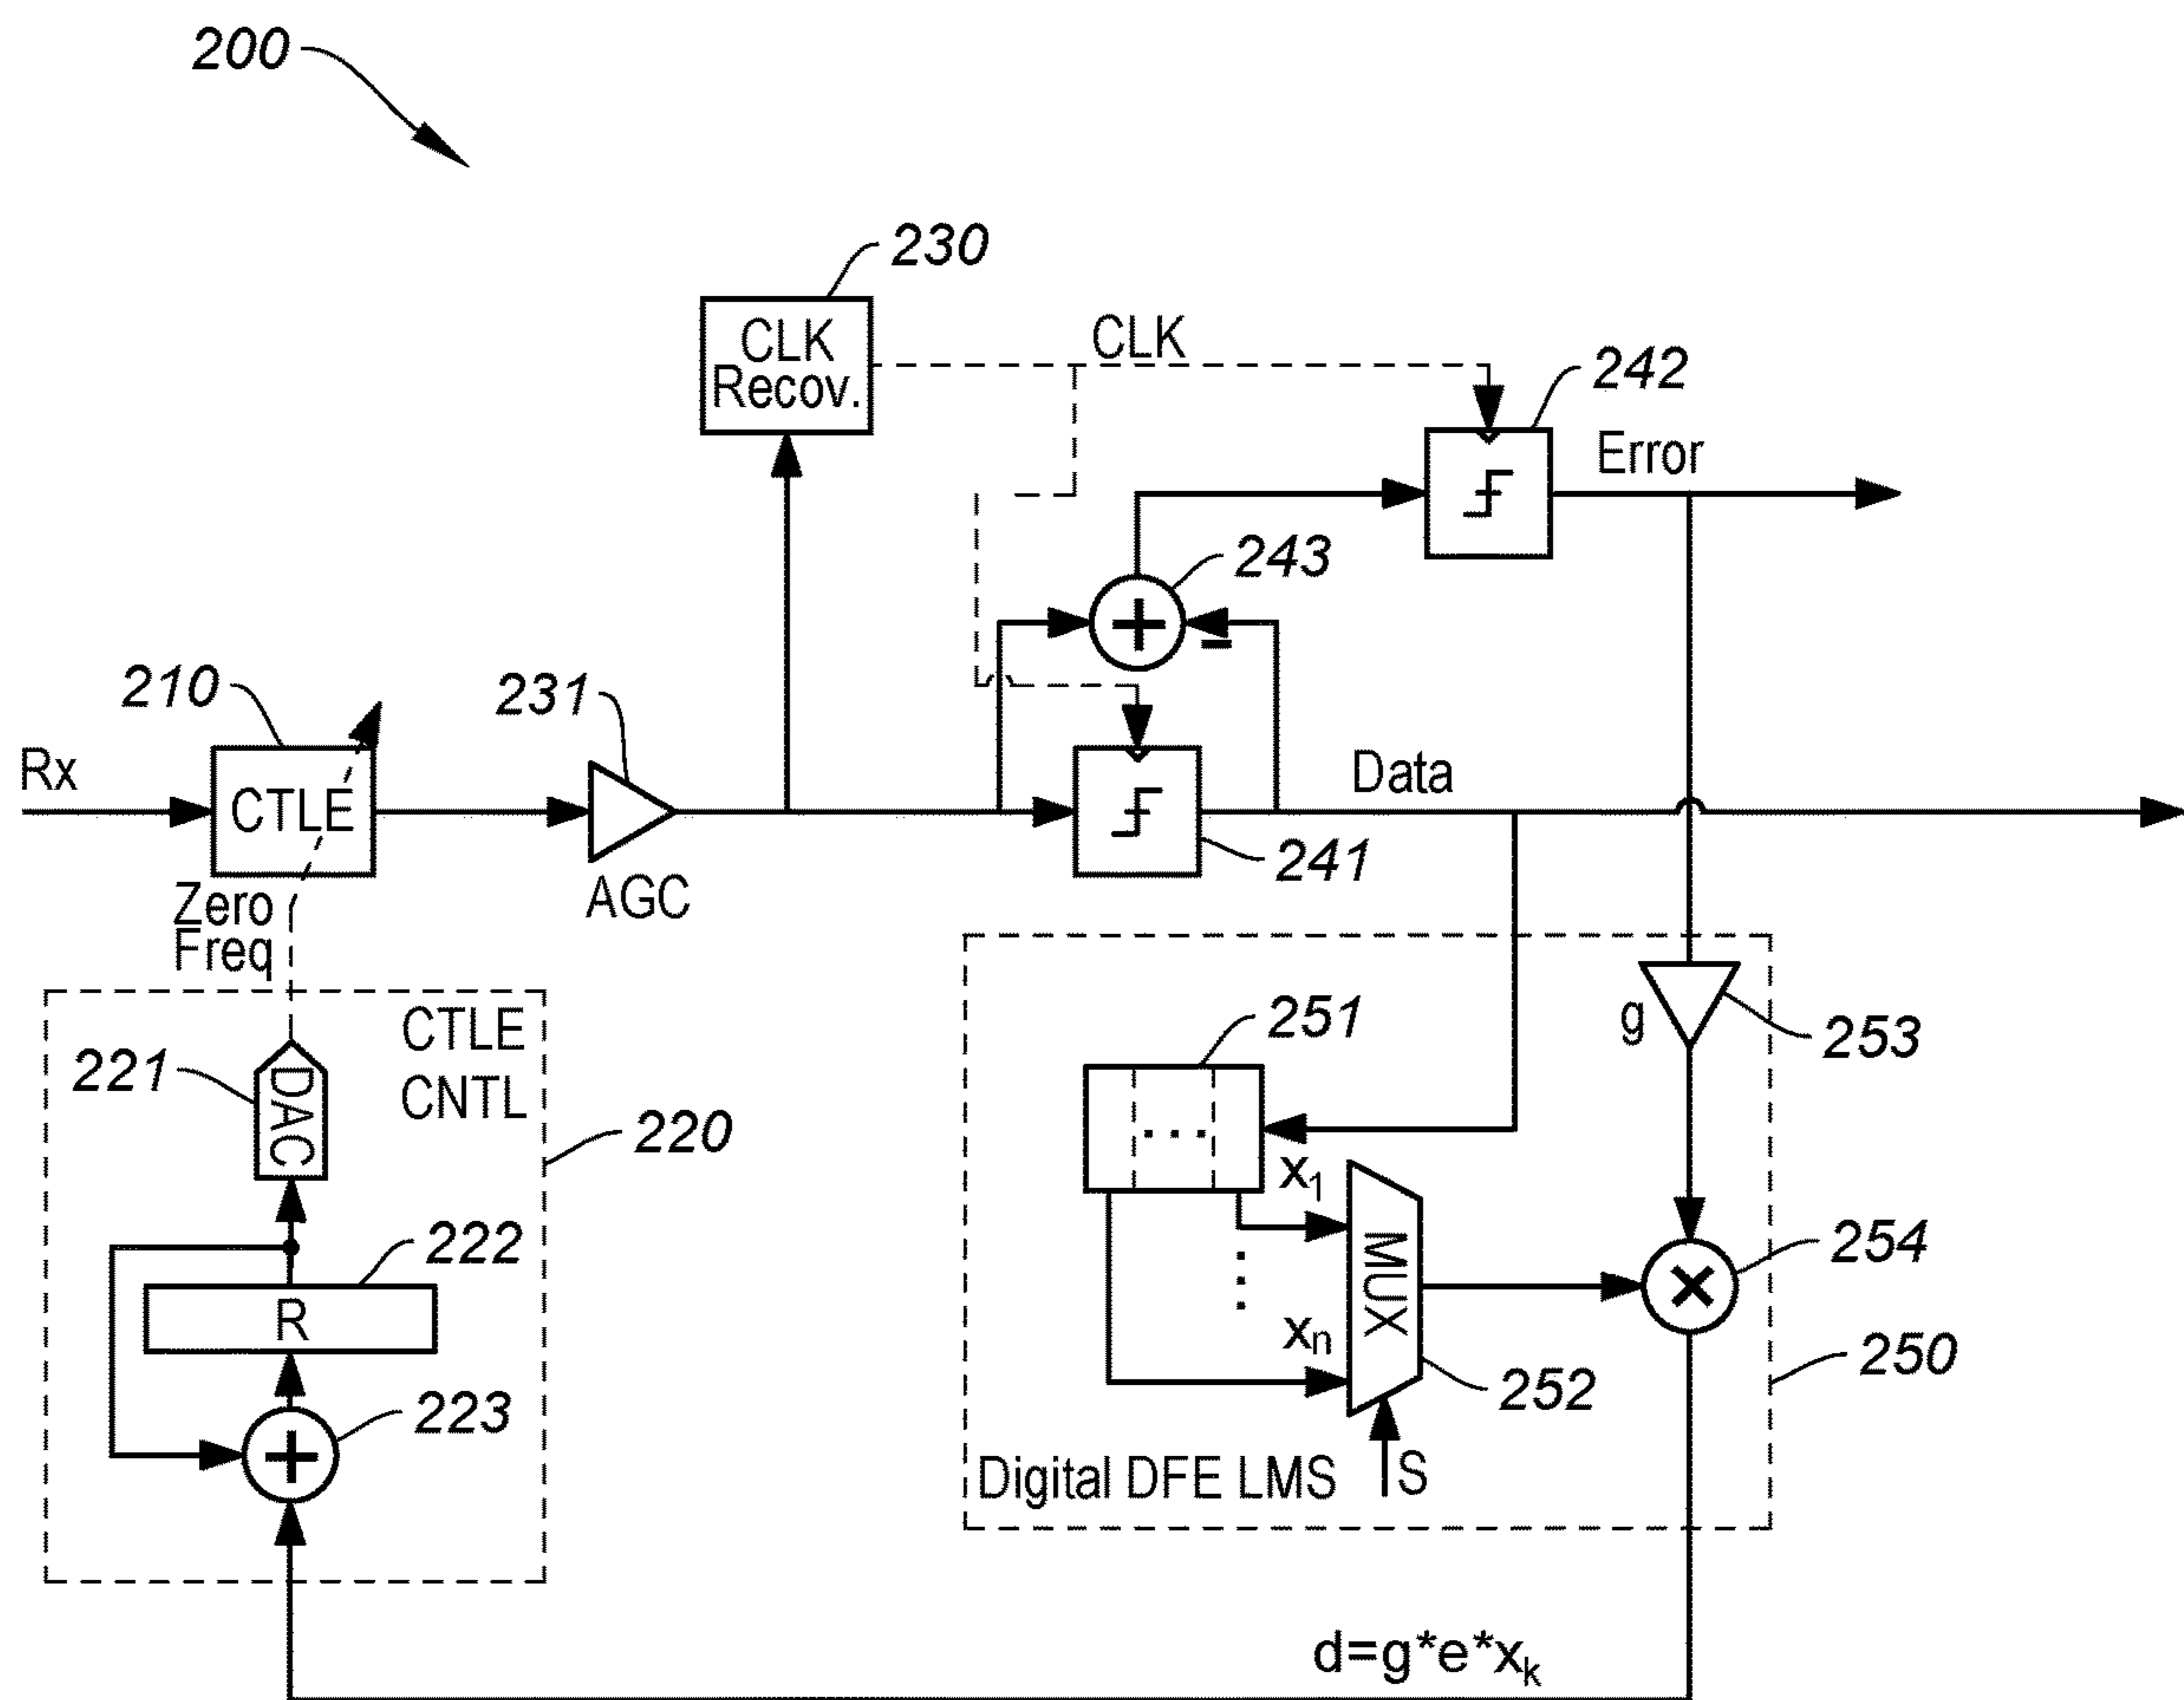 200
230
CLK
Recov.
CLK
242
Error
243
210
231
Rx
CTLE
Data
241
AGC
Zero
Freq
CTLE
CNTL
221
DAC
220
251
g
253
...
x1
222
MUX
254
R
xn
250
252
223
Digital DFE LMS
S
d=g*e*xk